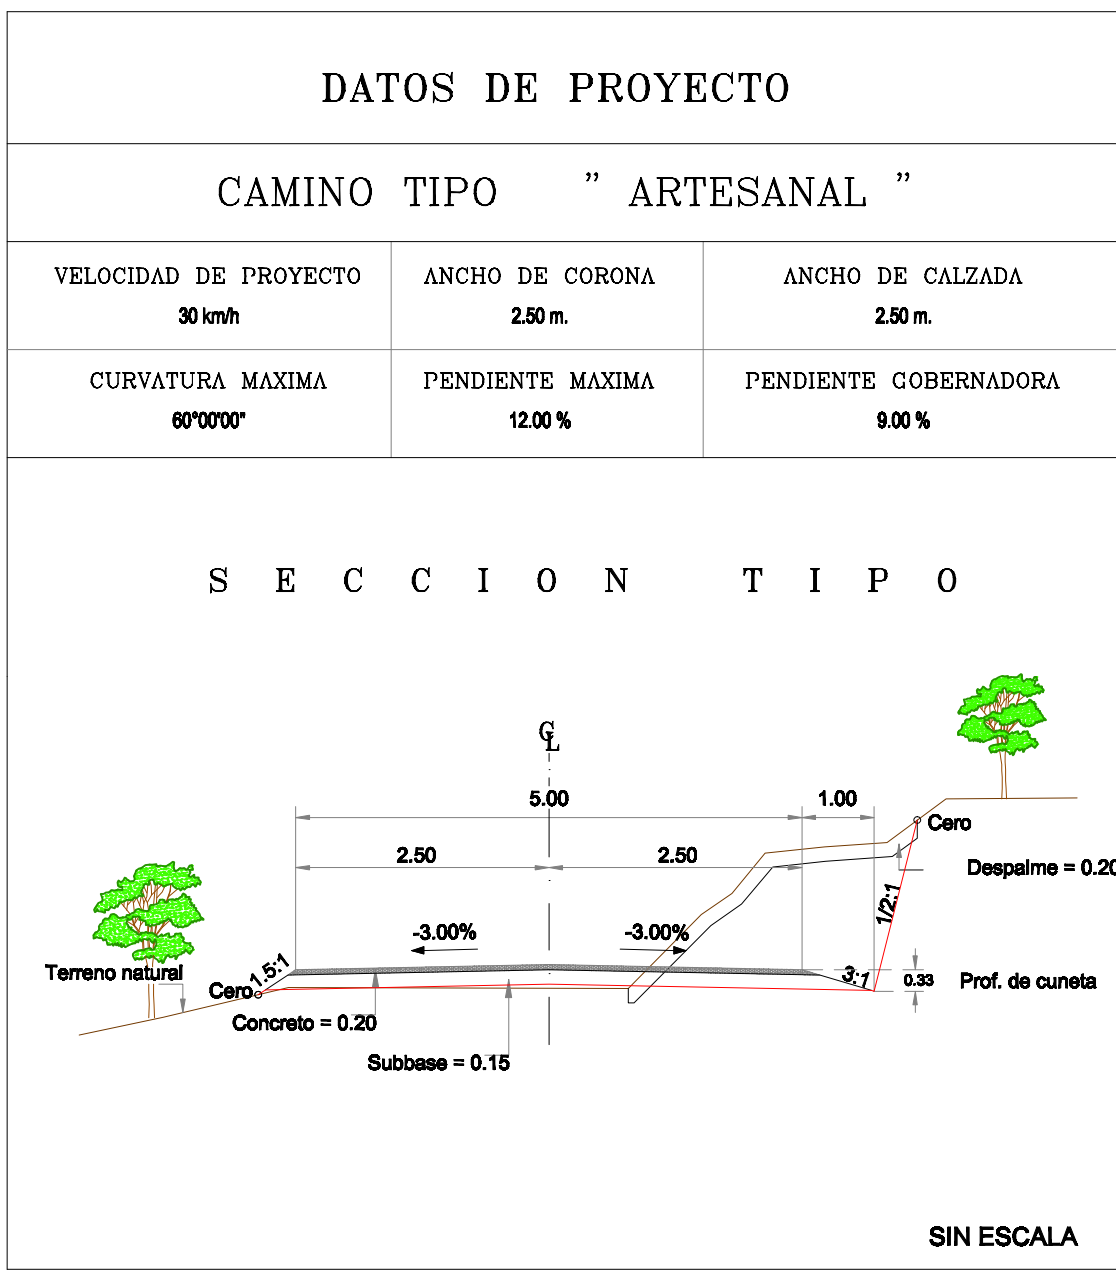 DATOS DE PROYECTO
CAMINO TIPO " ARTESANAL "
VELOCIDAD DE PROYECTO
30 km/h
ANCHO DE CORONA
2.50 m.
ANCHO DE CALZADA
2.50 m.
CURVATURA MAXIMA
60°00'00"
PENDIENTE MAXIMA
12.00 %
PENDIENTE GOBERNADORA
9.00 %
SECCION TIPO
CL
5.00
1.00
Cero
2.50
2.50
Despalme = 0.20
1/2:1
-3.00%
-3.00%
Terreno natural
1.5:1
3:1
0.33
Prof. de cuneta
Cero
Concreto = 0.20
Subbase = 0.15
SIN ESCALA